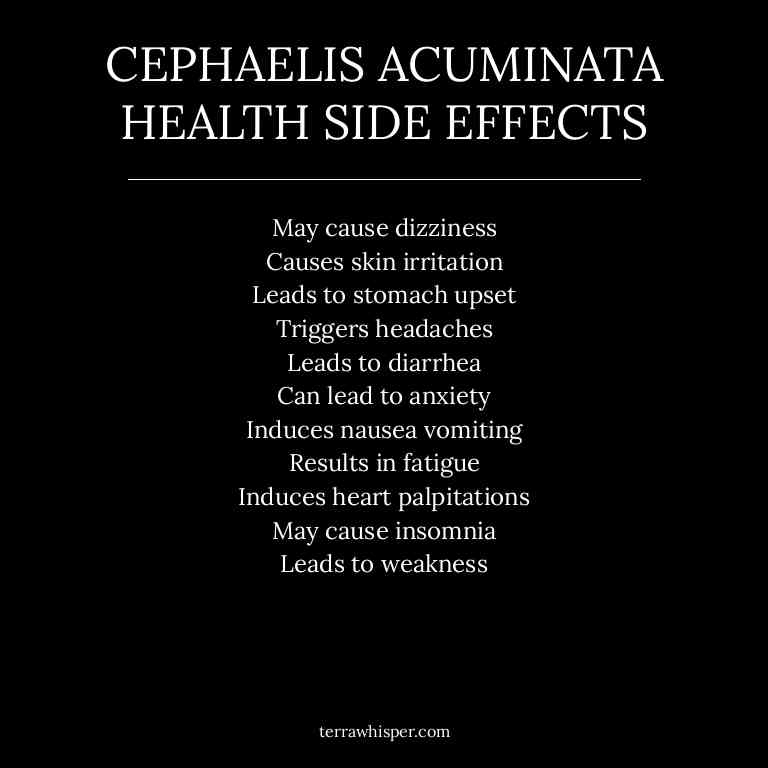 CEPHAELIS ACUMINATA
HEALTH SIDE EFFECTS
May cause dizziness
Causes skin irritation
Leads to stomach upset
Triggers headaches
Leads to diarrhea
Can lead to anxiety
Induces nausea vomiting
Results in fatigue
Induces heart palpitations
May cause insomnia
Leads to weakness
terrawhisper.com